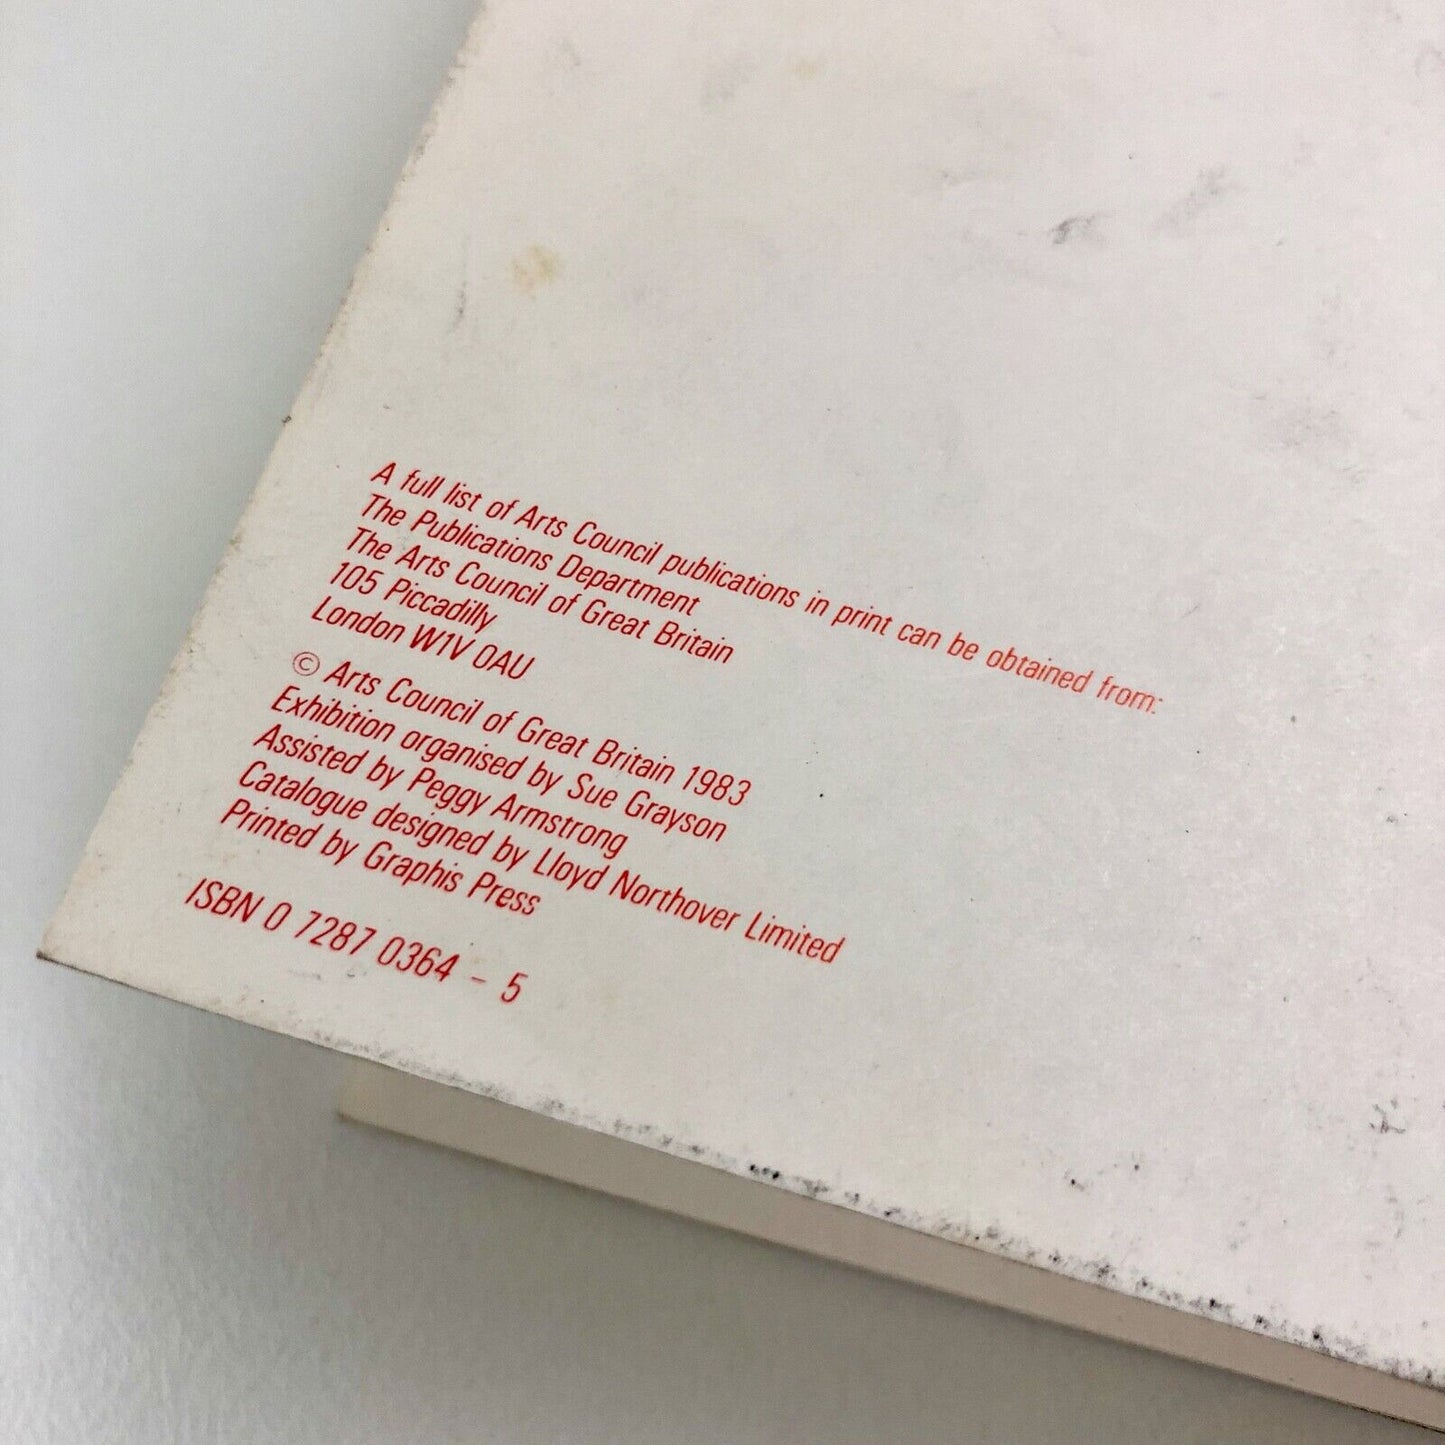 A full list of Arts Council publications in print can be obtained from:
The Publications Department
The Arts Council of Great Britain
105 Piccadilly
London W1V 0AU
© Arts Council of Great Britain 1983
Exhibition organised by Sue Grayson
Assisted by Peggy Armstrong
Catalogue designed by Lloyd Northover Limited
Printed by Graphis Press
ISBN 0 7287 0364 - 5